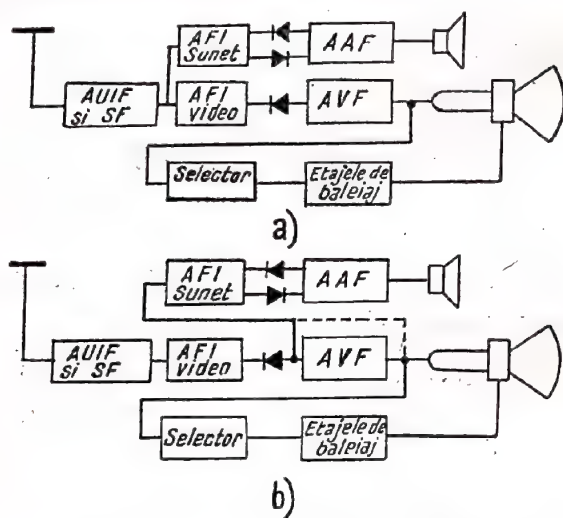 AFI
Sunet
AAF
AUIF
si SF
AFI
video
AVF
Selector
Etajele de
baleiaj
a)
AFI
Sunet
AAF
AUIF
si SF
AFI
video
AVF
Selector
Etajele de
baleiaj
b)